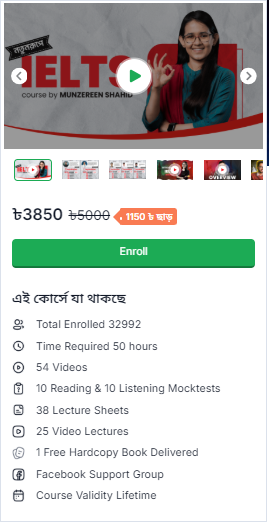 নতুনরূপে
IELTS
course by MUNZEREEN SHAHID
OVERVIEW
৳3850 ৳5000 1150 ৳ ছাড়
Enroll
এই কোর্সে যা থাকছে
Total Enrolled 32992
Time Required 50 hours
54 Videos
10 Reading & 10 Listening Mocktests
38 Lecture Sheets
25 Video Lectures
1 Free Hardcopy Book Delivered
Facebook Support Group
Course Validity Lifetime